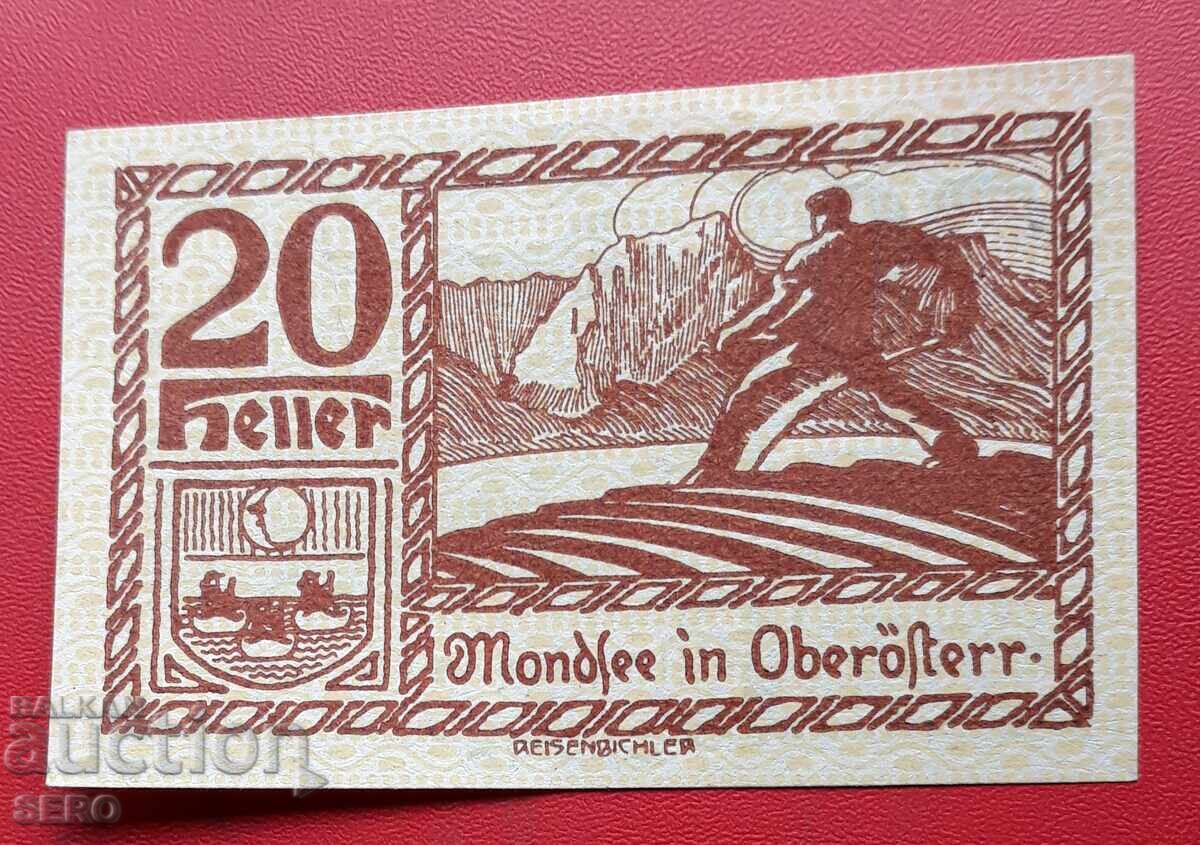 20
heller
Mondsee in Oberösterr.
REISENBICHLER
BALKAN
auction
SERO